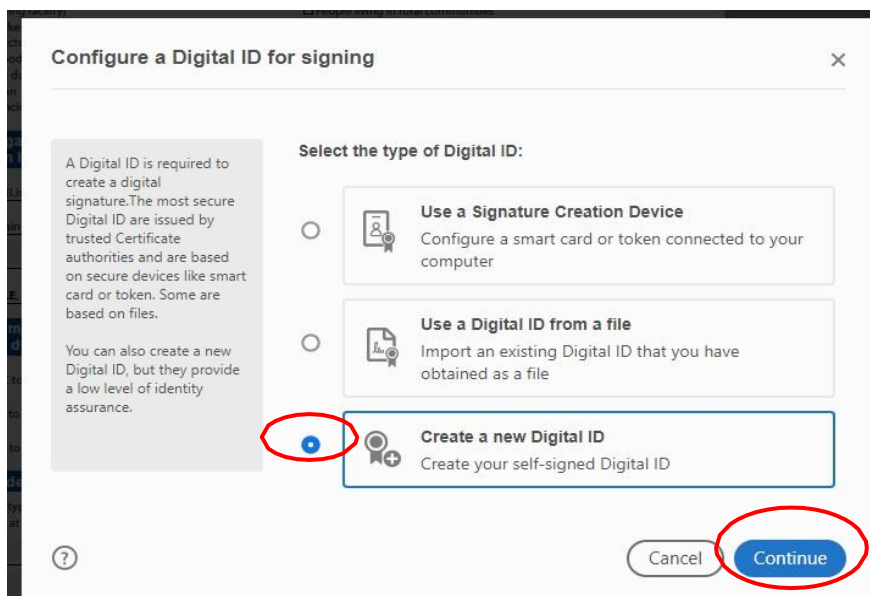 People living in rural communities
Configure a Digital ID for signing
A Digital ID is required to
create a digital
signature.The most secure
Digital ID are issued by
trusted Certificate
authorities and are based
on secure devices like smart
card or token. Some are
based on files.
You can also create a new
Digital ID, but they provide
a low level of identity
assurance.
Select the type of Digital ID:
Use a Signature Creation Device
Configure a smart card or token connected to your
computer
Use a Digital ID from a file
Import an existing Digital ID that you have
obtained as a file
Create a new Digital ID
Create your self-signed Digital ID
?
Cancel
Continue